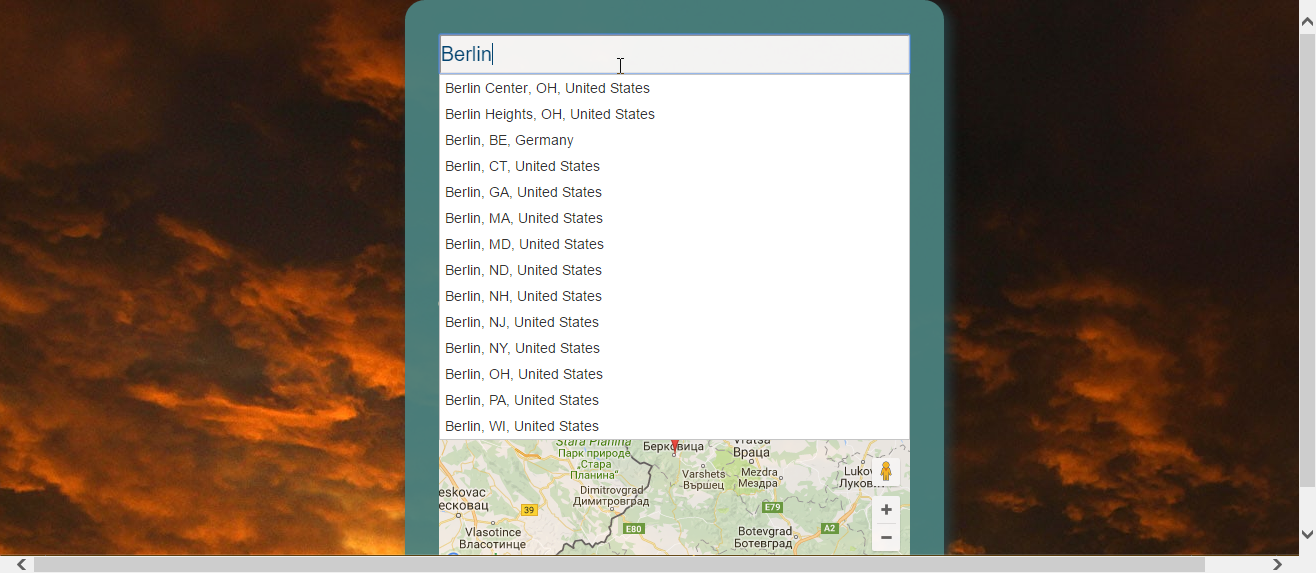 Berlin
Berlin Center, OH, United States
Berlin Heights, OH, United States
Berlin, BE, Germany
Berlin, CT, United States
Berlin, GA, United States
Berlin, MA, United States
Berlin, MD, United States
Berlin, ND, United States
Berlin, NH, United States
Berlin, NJ, United States
Berlin, NY, United States
Berlin, OH, United States
Berlin, PA, United States
Berlin, WI, United States
Stara Planina
Парк природе
Стара
Планина
Берковица
Vratsa
Враца
Varshets
Вършец
Mezdra
Мездра
Lukov
Луков...
eskovac
есковац
39
Dimitrovgrad
Димитровград
E79
E80
Vlasotince
Власотинце
Botevgrad
Ботевград
A2
+
−